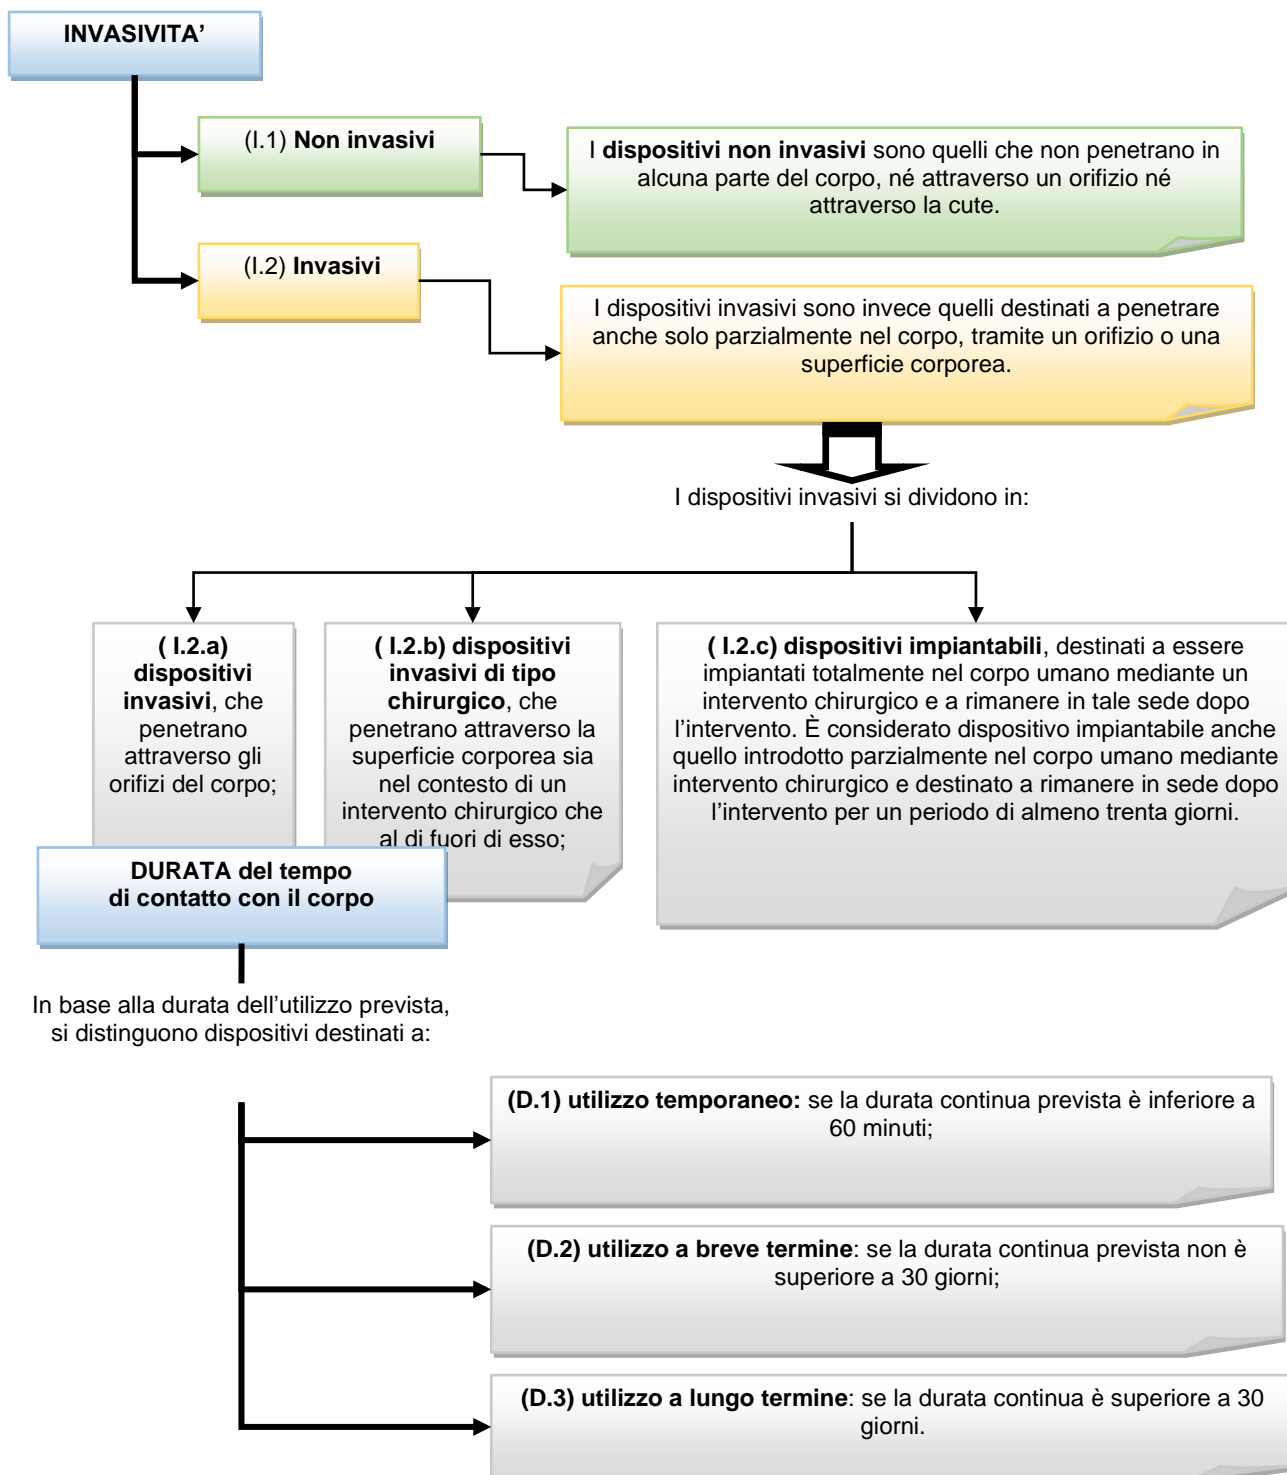 INVASIVITA’
(I.1) Non invasivi
I dispositivi non invasivi sono quelli che non penetrano in
alcuna parte del corpo, né attraverso un orifizio né
attraverso la cute.
(I.2) Invasivi
I dispositivi invasivi sono invece quelli destinati a penetrare
anche solo parzialmente nel corpo, tramite un orifizio o una
superficie corporea.
I dispositivi invasivi si dividono in:
( I.2.a)
dispositivi
invasivi, che
penetrano
attraverso gli
orifizi del corpo;
( I.2.b) dispositivi
invasivi di tipo
chirurgico, che
penetrano attraverso la
superficie corporea sia
nel contesto di un
intervento chirurgico che
al di fuori di esso;
( I.2.c) dispositivi impiantabili, destinati a essere
impiantati totalmente nel corpo umano mediante un
intervento chirurgico e a rimanere in tale sede dopo
l’intervento. È considerato dispositivo impiantabile anche
quello introdotto parzialmente nel corpo umano mediante
intervento chirurgico e destinato a rimanere in sede dopo
l’intervento per un periodo di almeno trenta giorni.
DURATA del tempo
di contatto con il corpo
In base alla durata dell’utilizzo prevista,
si distinguono dispositivi destinati a:
(D.1) utilizzo temporaneo: se la durata continua prevista è inferiore a
60 minuti;
(D.2) utilizzo a breve termine: se la durata continua prevista non è
superiore a 30 giorni;
(D.3) utilizzo a lungo termine: se la durata continua è superiore a 30
giorni.